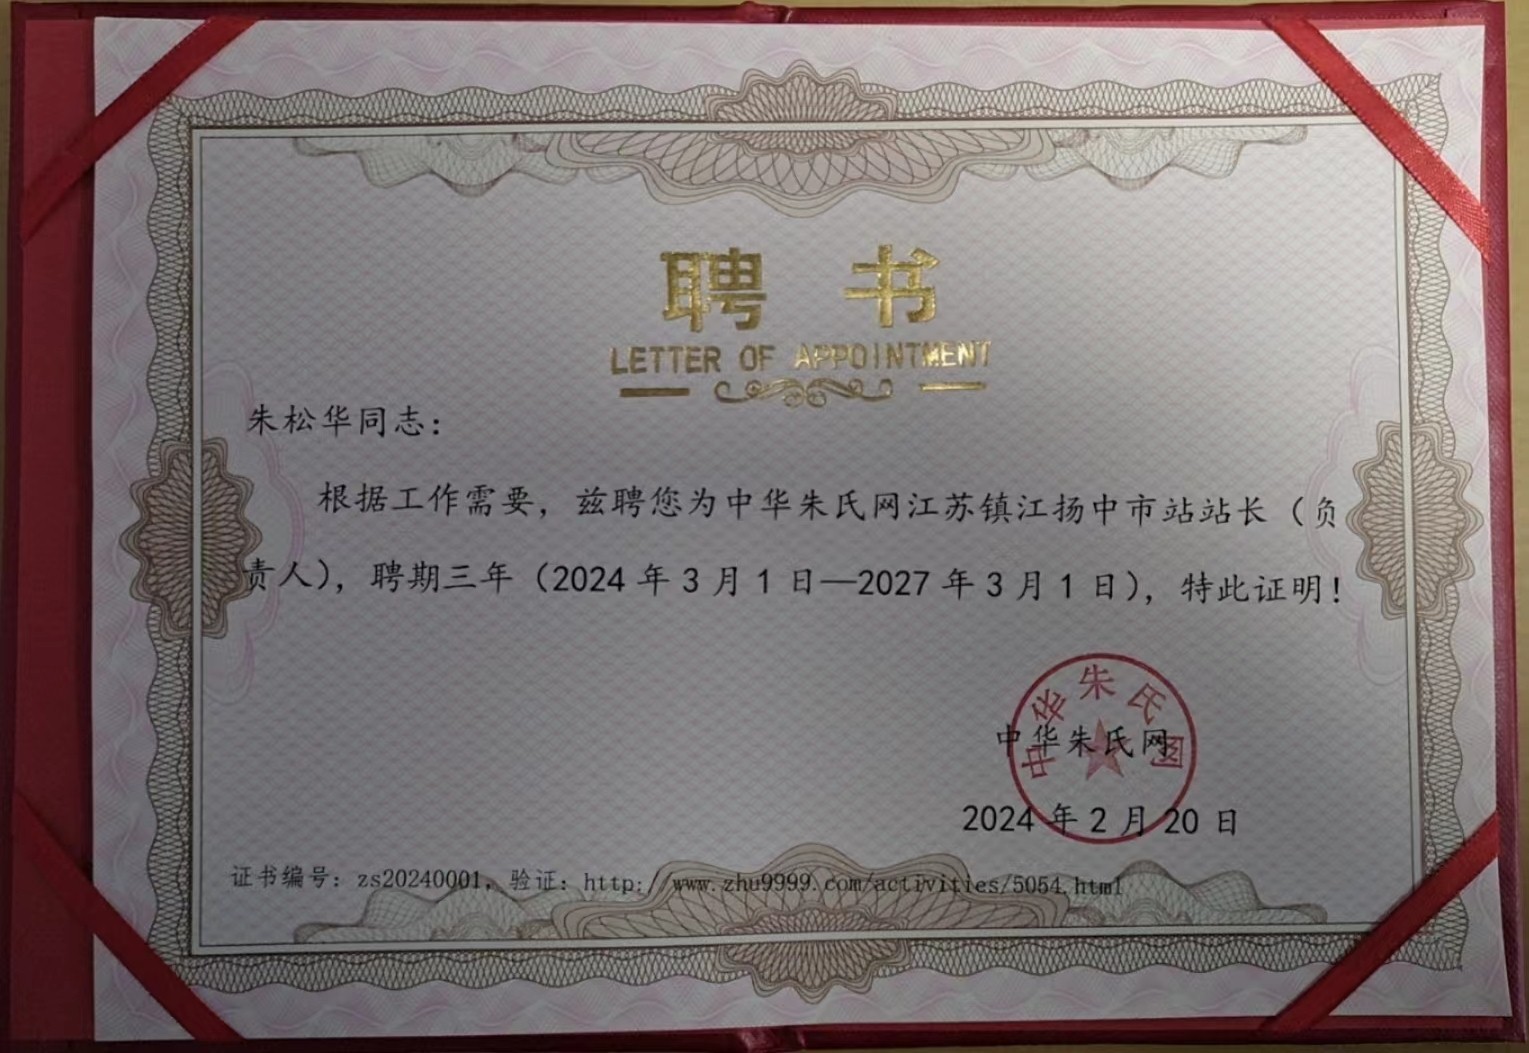 聘书
LETTER OF APPOINTMENT
朱松华同志：
根据工作需要，兹聘您为中华朱氏网江苏镇江扬中市站站长（负
责人），聘期三年（2024 年 3 月 1 日—2027 年 3 月 1 日），特此证明！
中华朱氏网
中华朱氏网
2024 年 2 月 20 日
证书编号：zs20240001，验证：http://www.zhu9999.com/activities/5054.html